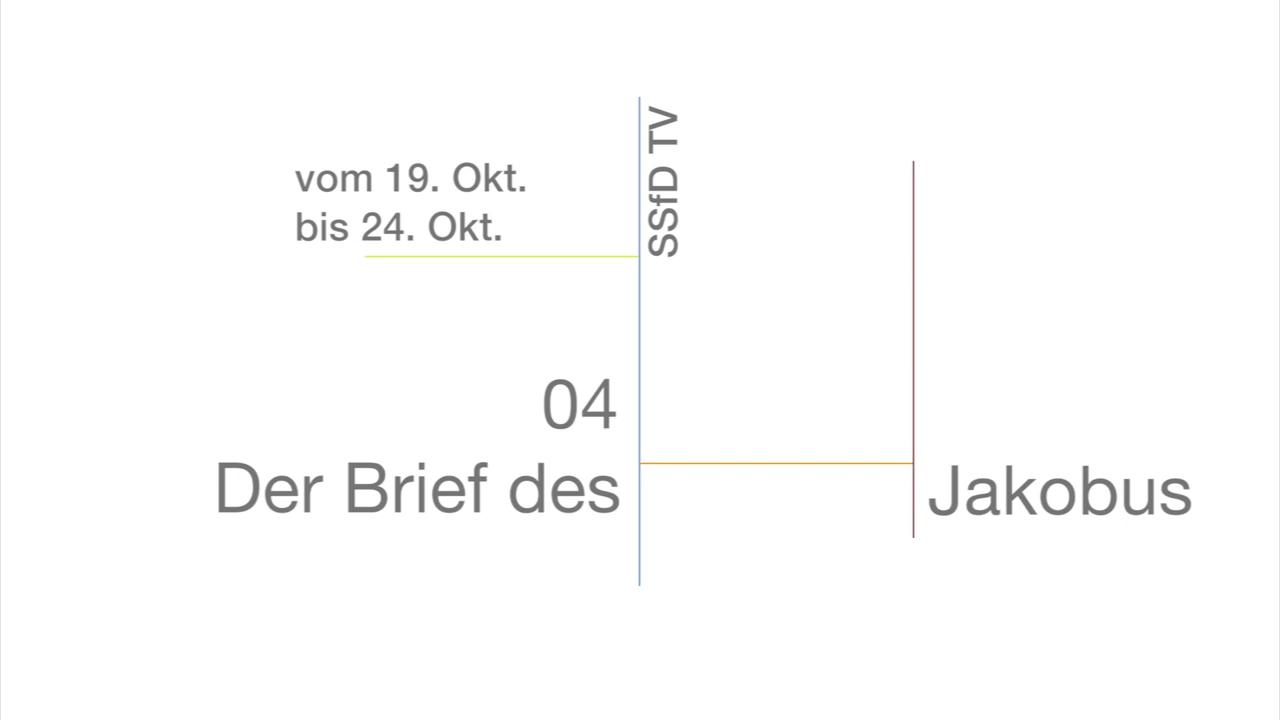 vom 19. Okt.
bis 24. Okt.
SSfD TV
04
Der Brief des
Jakobus